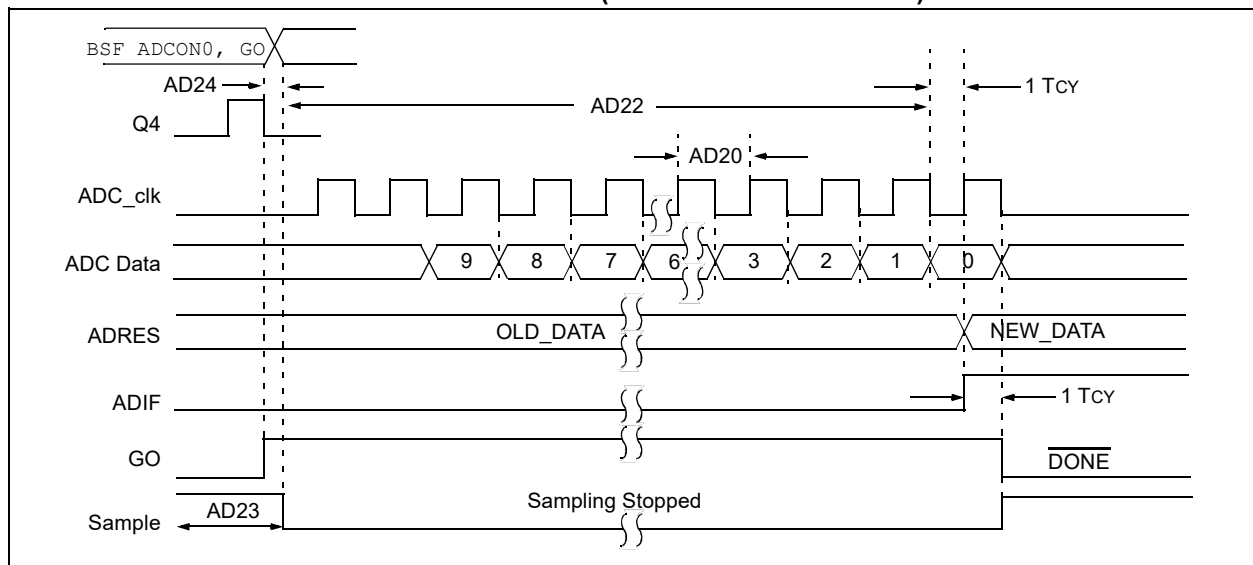 BSF ADCON0, GO
AD24
1 TCY
AD22
Q4
AD20
ADC_clk
ADC Data 9 8 7 6 3 2 1 0
ADRES OLD_DATA NEW_DATA
ADIF 1 TCY
GO DONE
Sample AD23 Sampling Stopped